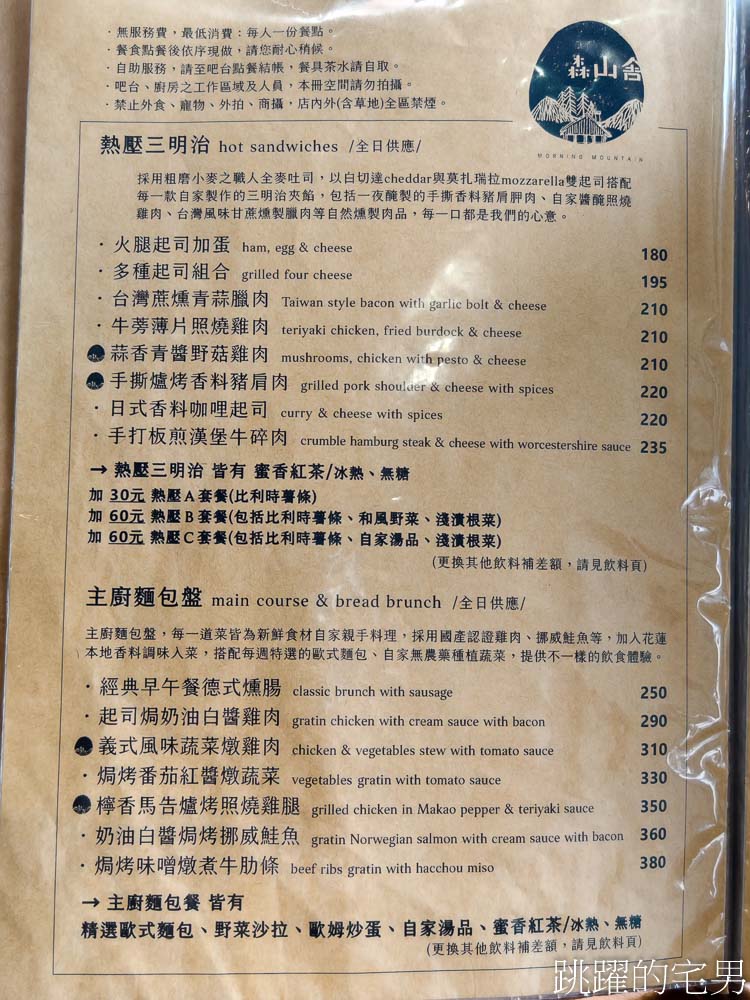 ·無服務費，最低消費：每人一份餐點。
·餐食點餐後依序現做，請您耐心稍候。
·自助服務，請至吧台點餐結帳，餐具茶水請自取。
·吧台、廚房之工作區域及人員，本冊空間請勿拍攝。
·禁止外食、寵物、外拍、商攝，店內外(含草地)全區禁煙。
森山舍
MORNING MOUNTAIN
熱壓三明治 hot sandwiches /全日供應/
採用粗磨小麥之職人全麥吐司，以白切達cheddar與莫扎瑞拉mozzarella雙起司搭配
每一款自家製作的三明治夾餡，包括一夜醃製的手撕香料豬肩胛肉、自家醬醃照燒
雞肉、台灣風味甘蔗燻製臘肉等自然燻製肉品，每一口都是我們的心意。
·火腿起司加蛋 ham, egg & cheese 180
·多種起司組合 grilled four cheese 195
·台灣蔗燻青蒜臘肉 Taiwan style bacon with garlic bolt & cheese 210
·牛蒡薄片照燒雞肉 teriyaki chicken, fried burdock & cheese 210
蒜香青醬野菇雞肉 mushrooms, chicken with pesto & cheese 210
手撕爐烤香料豬肩肉 grilled pork shoulder & cheese with spices 220
·日式香料咖哩起司 curry & cheese with spices 220
·手打板煎漢堡牛碎肉 crumble hamburg steak & cheese with worcestershire sauce 235
→ 熱壓三明治 皆有 蜜香紅茶/冰熱、無糖
加 30元 熱壓A套餐(比利時薯條)
加 60元 熱壓B套餐(包括比利時薯條、和風野菜、淺漬根菜)
加 60元 熱壓C套餐(包括比利時薯條、自家湯品、淺漬根菜)
(更換其他飲料補差額，請見飲料頁)
主廚麵包盤 main course & bread brunch /全日供應/
主廚麵包盤，每一道菜皆為新鮮食材自家親手料理，採用國產認證雞肉、挪威鮭魚等，加入花蓮
本地香料調味入菜，搭配每週特選的歐式麵包、自家無農藥種植蔬菜，提供不一樣的飲食體驗。
·經典早午餐德式燻腸 classic brunch with sausage 250
·起司焗奶油白醬雞肉 gratin chicken with cream sauce with bacon 290
義式風味蔬菜燉雞肉 chicken & vegetables stew with tomato sauce 310
·焗烤番茄紅醬燉蔬菜 vegetables gratin with tomato sauce 330
檸香馬告爐烤照燒雞腿 grilled chicken in Makao pepper & teriyaki sauce 350
·奶油白醬焗烤挪威鮭魚 gratin Norwegian salmon with cream sauce with bacon 360
·焗烤味噌燉煮牛肋條 beef ribs gratin with hacchou miso 380
→ 主廚麵包餐 皆有
精選歐式麵包、野菜沙拉、歐姆炒蛋、自家湯品、蜜香紅茶/冰熱、無糖
(更換其他飲料補差額，請見飲料頁)
跳躍的宅男